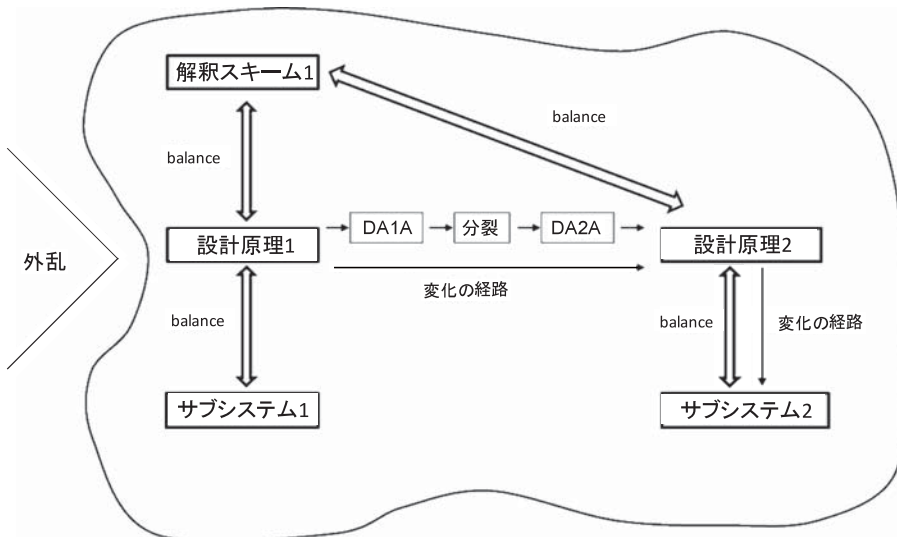 解釈スキーム1
balance
balance
外乱
設計原理1
DA1A
分裂
DA2A
設計原理2
変化の経路
balance
balance
変化の経路
サブシステム1
サブシステム2